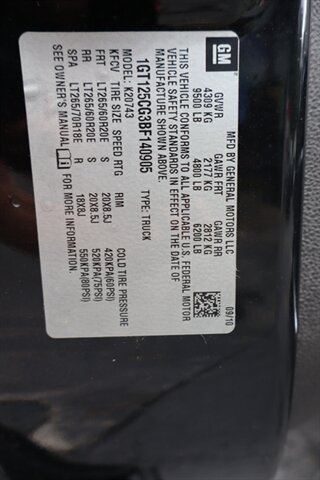 GM
MFD BY GENERAL MOTORS LLC
09/10
GVWR GAWR FRT GAWR RR
4309 KG 2177 KG 2812 KG
9500 LB 4800 LB 6200 LB
THIS VEHICLE CONFORMS TO ALL APPLICABLE U.S. FEDERAL MOTOR
VEHICLE SAFETY STANDARDS IN EFFECT ON THE DATE OF
MANUFACTURE SHOWN ABOVE.
1GT125CG3BF140905 TYPE: TRUCK
MODEL: K20743
KFCV TIRE SIZE SPEED RTG RIM COLD TIRE PRESSURE
FRT LT265/60R20E S 20X8.5J 420KPA(60PSI)
RR LT265/60R20E S 20X8.5J 520KPA(75PSI)
SPA LT265/70R18E R 18X8J 550KPA(80PSI)
SEE OWNER'S MANUAL